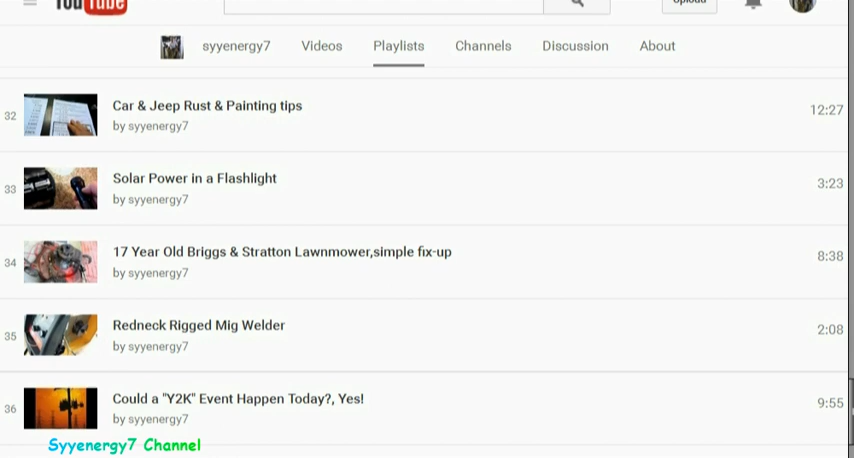 YouTube
Upload
syyenergy7 Videos Playlists Channels Discussion About
32 Car & Jeep Rust & Painting tips 12:27
by syyenergy7
33 Solar Power in a Flashlight 3:23
by syyenergy7
34 17 Year Old Briggs & Stratton Lawnmower,simple fix-up 8:38
by syyenergy7
35 Redneck Rigged Mig Welder 2:08
by syyenergy7
36 Could a "Y2K" Event Happen Today?, Yes! 9:55
by syyenergy7
Syyenergy7 Channel